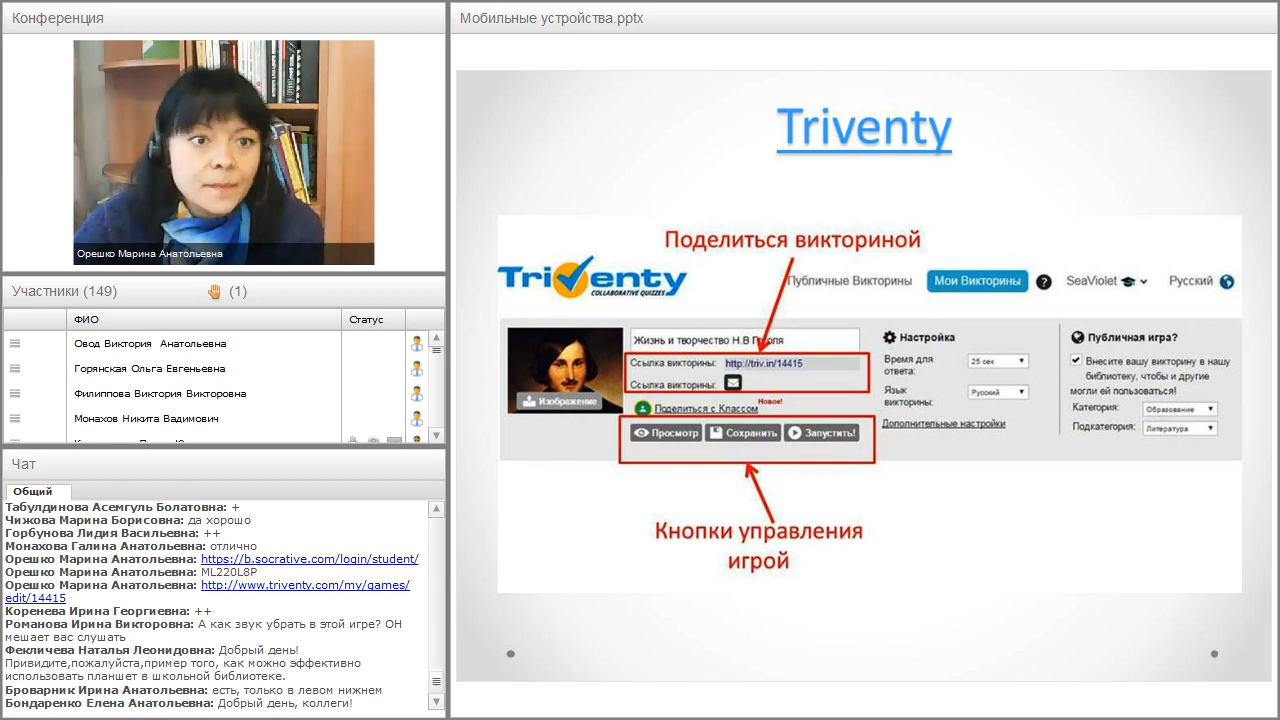 Конференция
Орешко Марина Анатольевна
Участники (149)
(1)
ФИО
Статус
Овод Виктория Анатьевна
Горянская Ольга Евгеньевна
Филиппова Виктория Викторовна
Монахов Никита Вадимович
Чат
Общий
Табулдинова Асемгуль Болатовна: +
Чижова Марина Борисовна: да хорошо
Горбунова Лидия Васильевна: ++
Монахова Галина Анатольевна: отлично
Орешко Марина Анатольевна: https://b.socrative.com/login/student/
Орешко Марина Анатольевна: ML220L8P
Орешко Марина Анатольевна: http://www.triventy.com/my/games/
edit/14415
Коренева Ирина Георгиевна: ++
Романова Ирина Викторовна: А как звук убрать в этой игре? ОН
мешает вас слушать
Фекличева Наталья Леонидовна: Добрый день!
Привидите,пожалуйста,пример того, как можно эффективно
использовать планшет в школьной библиотеке.
Броварник Ирина Анатольевна: есть, только в левом нижнем
Бондаренко Елена Анатольевна: Добрый день, коллеги!
Мобильные устройства.pptx
Triventy
Поделиться викториной
Triventy
COLLABORATIVE QUIZZES
Публичные Викторины
Мои Викторины
?
SeaViolet
Русский
Изображение
Жизнь и творчество Н.В Гоголя
Ссылка викторины: http://triv.in/14415
Ссылка викторины:
Новое!
Поделиться с Классом
Просмотр
Сохранить
Запустить!
Настройка
Время для
ответа:
25 сек
Язык
викторины:
Русский
Дополнительные настройки
Публичная игра?
Внесите вашу викторину в нашу
библиотеку, чтобы и другие
могли ей пользоваться!
Категория:
Образование
Подкатегория:
Литература
Кнопки управления
игрой